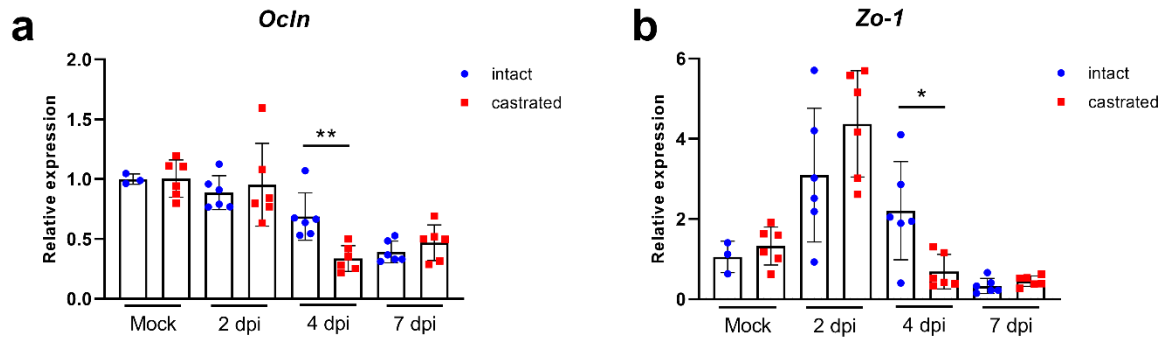 a
Ocln
Relative expression
2.0
1.5
1.0
0.5
0.0
intact
castrated
**
Mock
2 dpi
4 dpi
7 dpi
b
Zo-1
Relative expression
6
4
2
0
intact
castrated
*
Mock
2 dpi
4 dpi
7 dpi